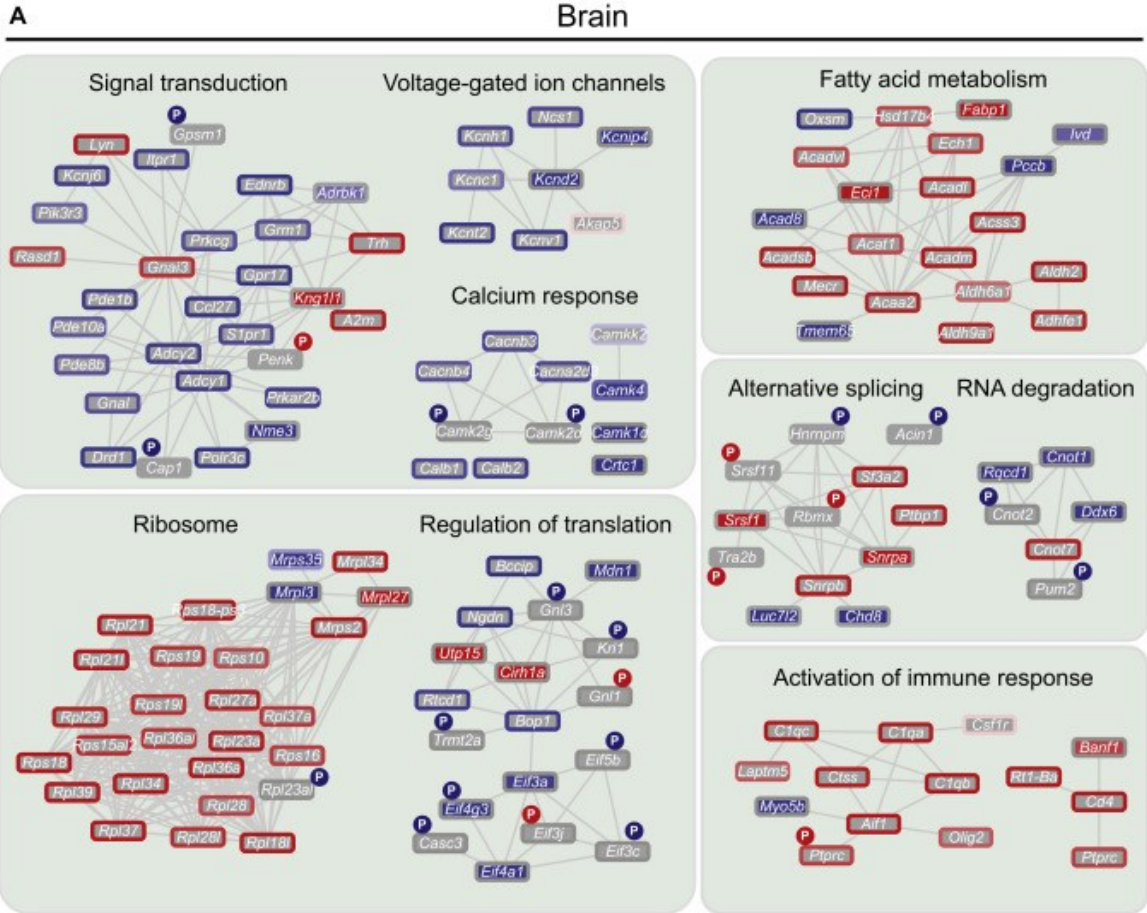 A
Brain
Signal transduction
P
Gpsm1
Lyn
Itpr1
Kcnj6
Ednrb
Adrbk1
Pik3r3
Grm1
Prkcg
Trh
Rasd1
Gnai3
Gpr17
Kng1l1
Pde1b
Ccl27
A2m
Pde10a
S1pr1
P
Penk
Adcy2
Pde8b
Adcy1
Gnal
Prkar2b
Nme3
P
Drd1
Cap1
Polr3c
Voltage-gated ion channels
Ncs1
Kcnh1
Kcnip4
Kcnc1
Kcnd2
Akap5
Kcnt2
Kcnv1
Calcium response
Cacnb3
Camkk2
Cacnb4
Cacna2d3
Camk4
P
P
Camk2g
Camk2d
Camk1d
Calb1
Calb2
Crtc1
Fatty acid metabolism
Oxsm
Hsd17b4
Fabp1
Ivd
Acadvl
Ech1
Pccb
Eci1
Acadl
Acad8
Acss3
Acat1
Acadsb
Acadm
Aldh2
Mecr
Aldh6a1
Acaa2
Adhfe1
Tmem65
Aldh9a1
Alternative splicing
P
P
Hnrnpm
Acin1
P
Srsf11
Sf3a2
P
Srsf1
Rbmx
Ptbp1
Tra2b
Snrpa
P
Snrpb
Luc7l2
Chd8
RNA degradation
Cnot1
Rqcd1
P
Cnot2
Ddx6
Cnot7
P
Pum2
Ribosome
Mrps35
Mrpl34
Mrpl3
Mrpl27
Rps18-ps3
Rpl21
Mrps2
Rpl21l
Rps19
Rps10
Rps19l
Rpl27a
Rpl29
Rpl37a
Rps15al2
Rpl36al
Rpl23a
Rps18
Rpl36a
Rps16
P
Rpl39
Rpl34
Rpl23al
Rpl28
Rpl37
Rpl28l
Rpl18l
Regulation of translation
Bccip
Mdn1
P
Gnl3
Ngdn
P
Kri1
Utp15
Cirh1a
P
Gnl1
Rtcd1
Bop1
P
Trmt2a
P
Eif5b
Eif3a
P
Eif4g3
P
P
Eif3j
P
Casc3
Eif3c
Eif4a1
Activation of immune response
C1qc
C1qa
Csf1r
Banf1
Laptm5
Ctss
C1qb
Rt1-Ba
Myo5b
Cd4
Aif1
P
Olig2
Ptprc
Ptprc